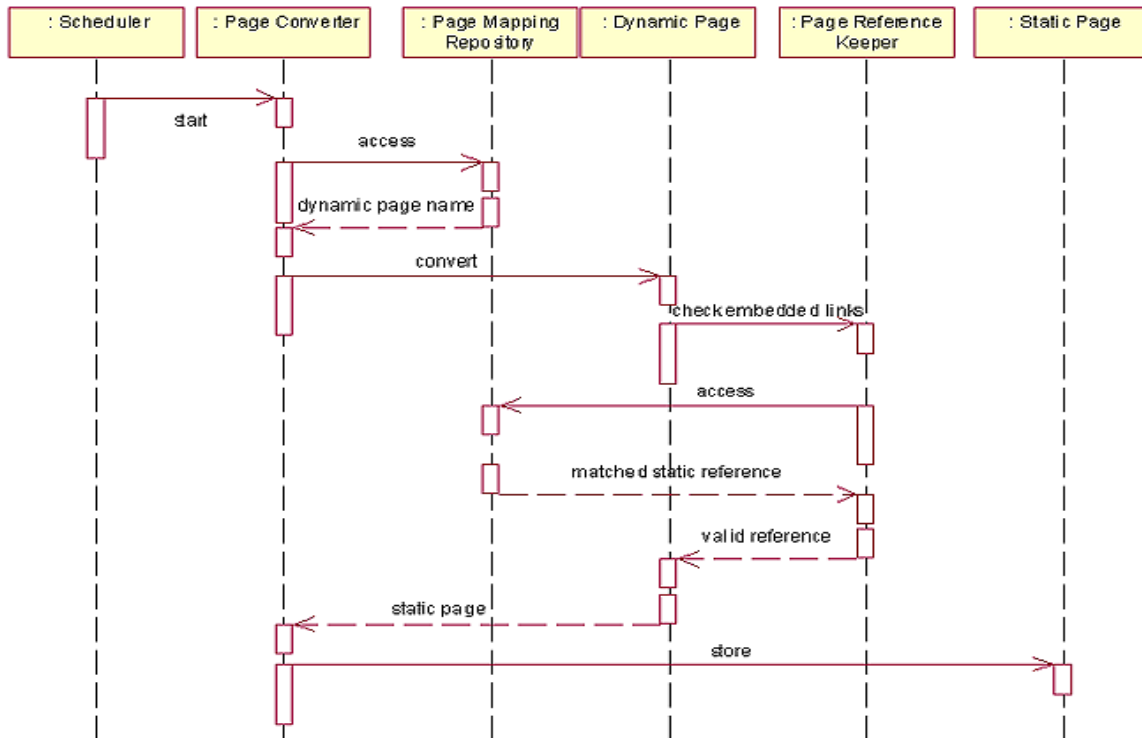 : Scheduler
: Page Converter
: Page Mapping
Repository
: Dynamic Page
: Page Reference
Keeper
: Static Page
start
access
dynamic page name
convert
check embedded links
access
matched static reference
valid reference
static page
store